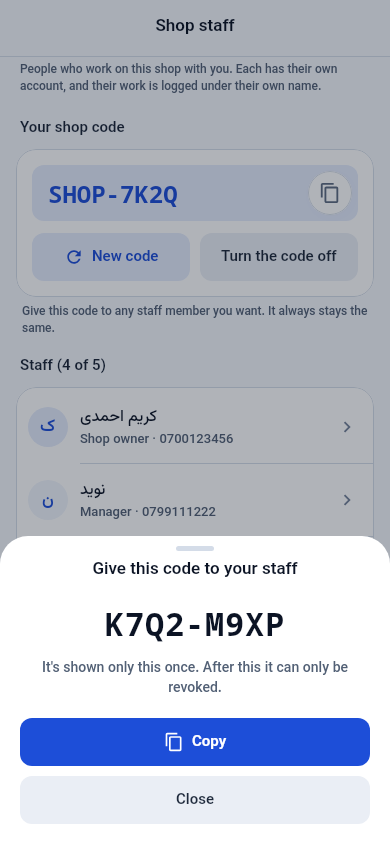 Shop staff
People who work on this shop with you. Each has their own
account, and their work is logged under their own name.
Your shop code
SHOP-7K2Q
New code
Turn the code off
Give this code to any staff member you want. It always stays the
same.
Staff (4 of 5)
ک
کریم احمدی
Shop owner · 0700123456
ن
نوید
Manager · 0799111222
Give this code to your staff
K7Q2-M9XP
It's shown only this once. After this it can only be
revoked.
Copy
Close